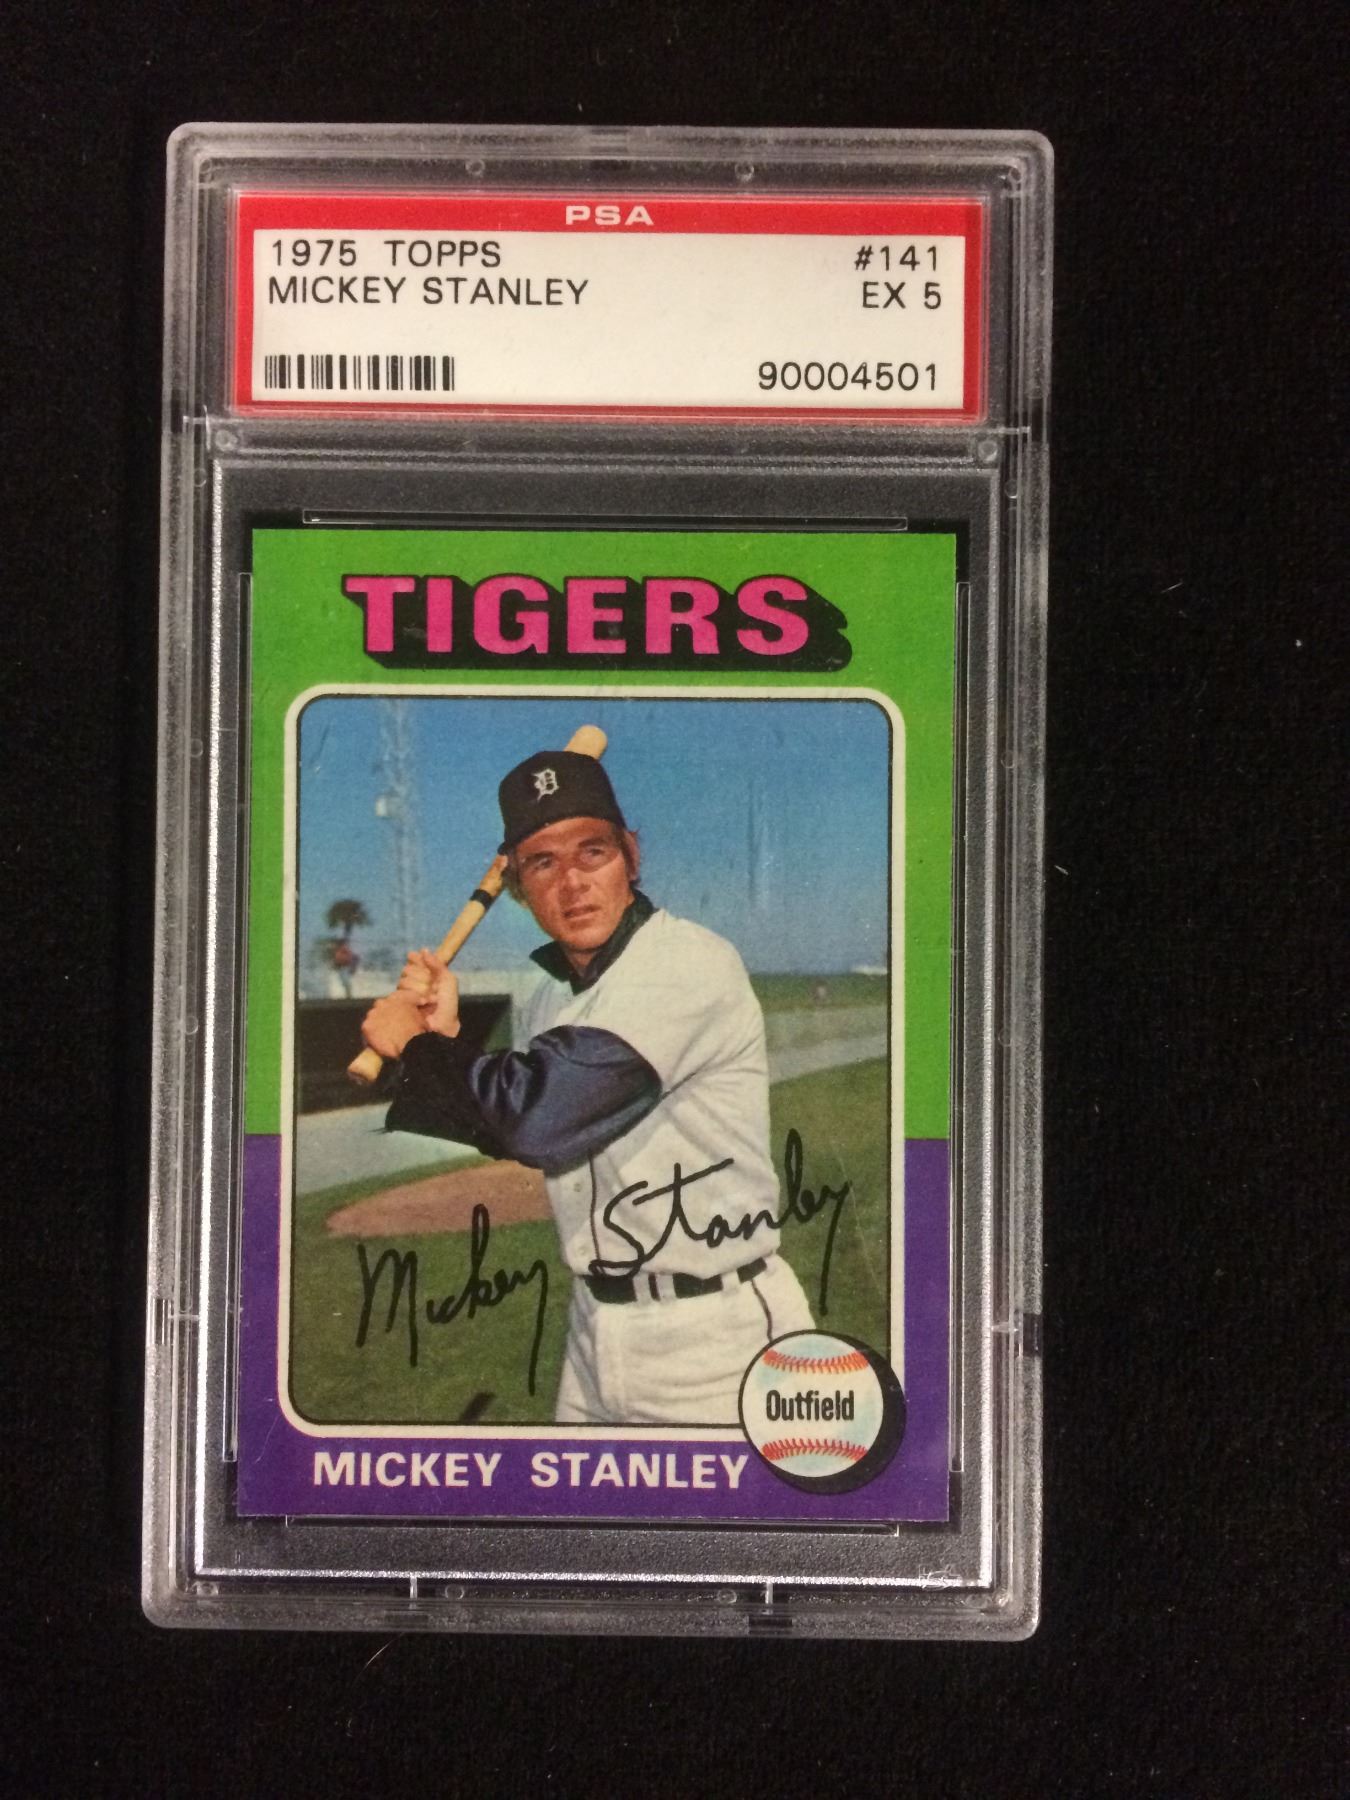 PSA
1975 TOPPS #141
MICKEY STANLEY EX 5
90004501
TIGERS
D
Mickey Stanley
Outfield
MICKEY STANLEY